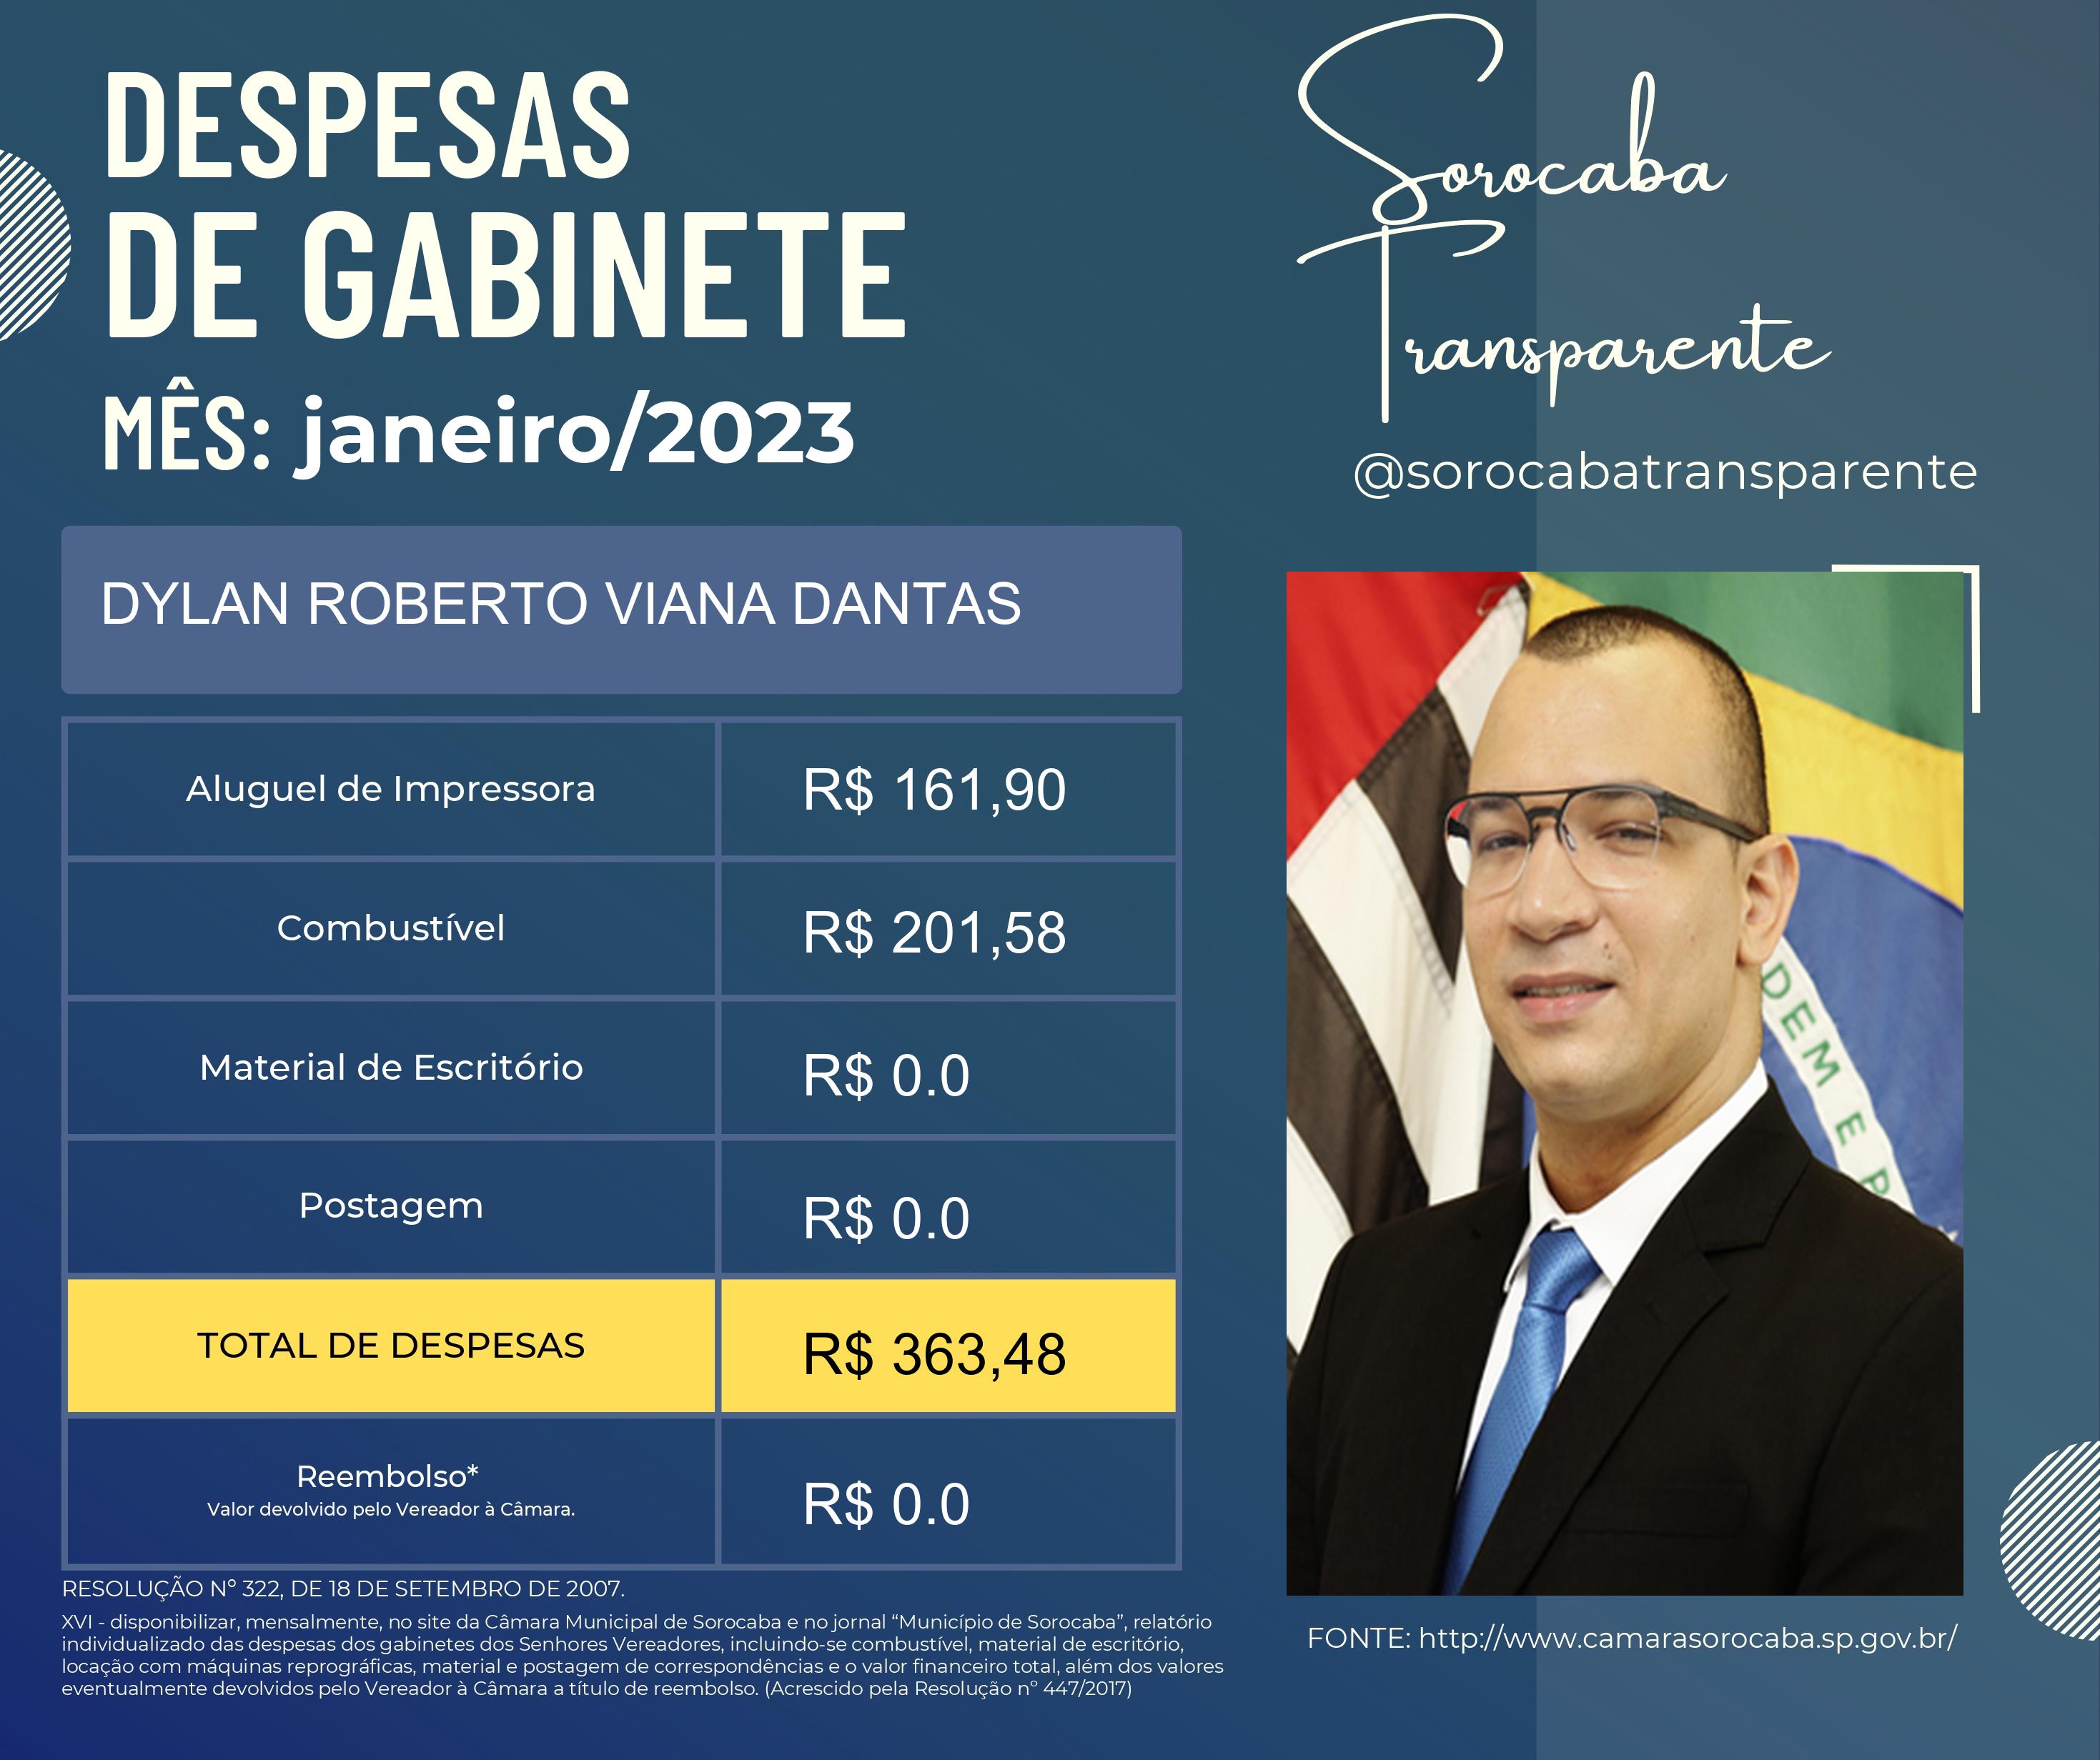 DESPESAS
DE GABINETE
MÊS: janeiro/2023
Sorocaba
Transparente
@sorocabatransparente
DYLAN ROBERTO VIANA DANTAS
Aluguel de Impressora R$ 161,90
Combustível R$ 201,58
Material de Escritório R$ 0.0
Postagem R$ 0.0
TOTAL DE DESPESAS R$ 363,48
Reembolso* R$ 0.0
Valor devolvido pelo Vereador à Câmara.
DEM E P
RESOLUÇÃO Nº 322, DE 18 DE SETEMBRO DE 2007.
XVI - disponibilizar, mensalmente, no site da Câmara Municipal de Sorocaba e no jornal “Município de Sorocaba”, relatório
individualizado das despesas dos gabinetes dos Senhores Vereadores, incluindo-se combustível, material de escritório,
locação com máquinas reprográficas, material e postagem de correspondências e o valor financeiro total, além dos valores
eventualmente devolvidos pelo Vereador à Câmara a título de reembolso. (Acrescido pela Resolução nº 447/2017)
FONTE: http://www.camarasorocaba.sp.gov.br/